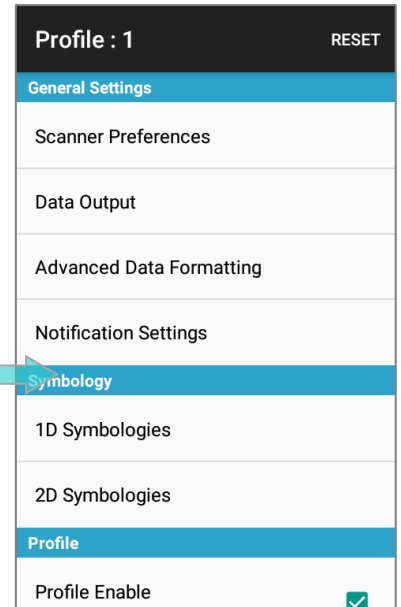 Profile : 1 RESET
General Settings
Scanner Preferences
Data Output
Advanced Data Formatting
Notification Settings
Symbology
1D Symbologies
2D Symbologies
Profile
Profile Enable